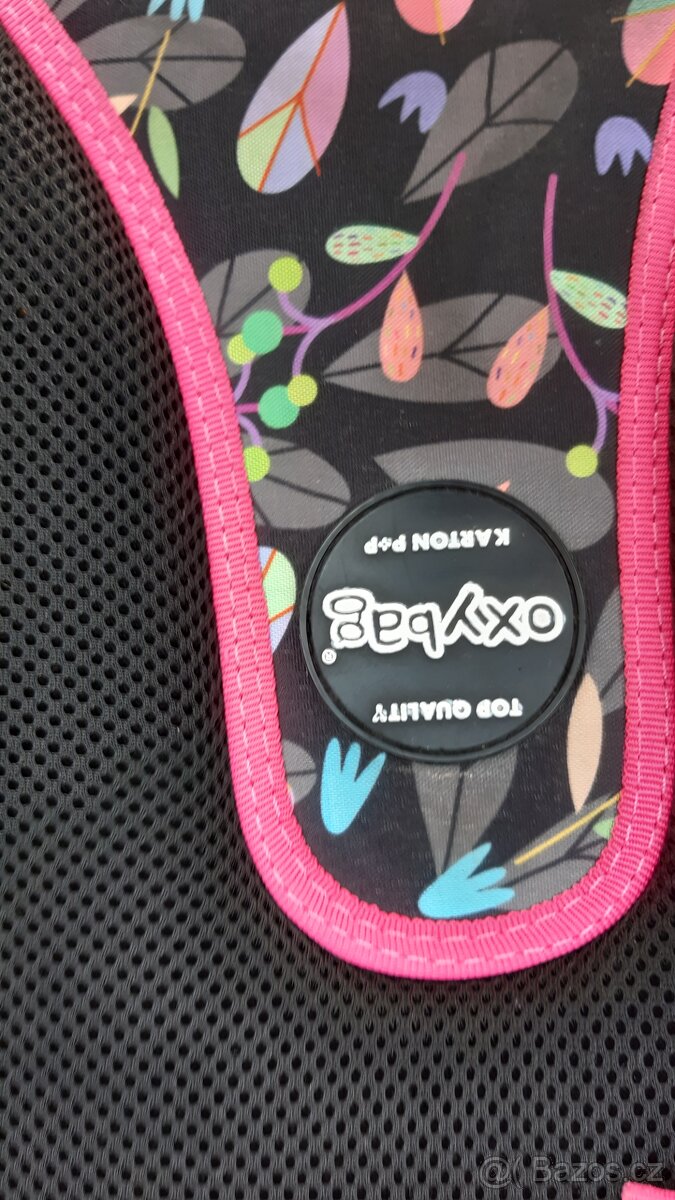 TOP QUALITY
oxybag®
KARTON P+P
@( Bazos.cz